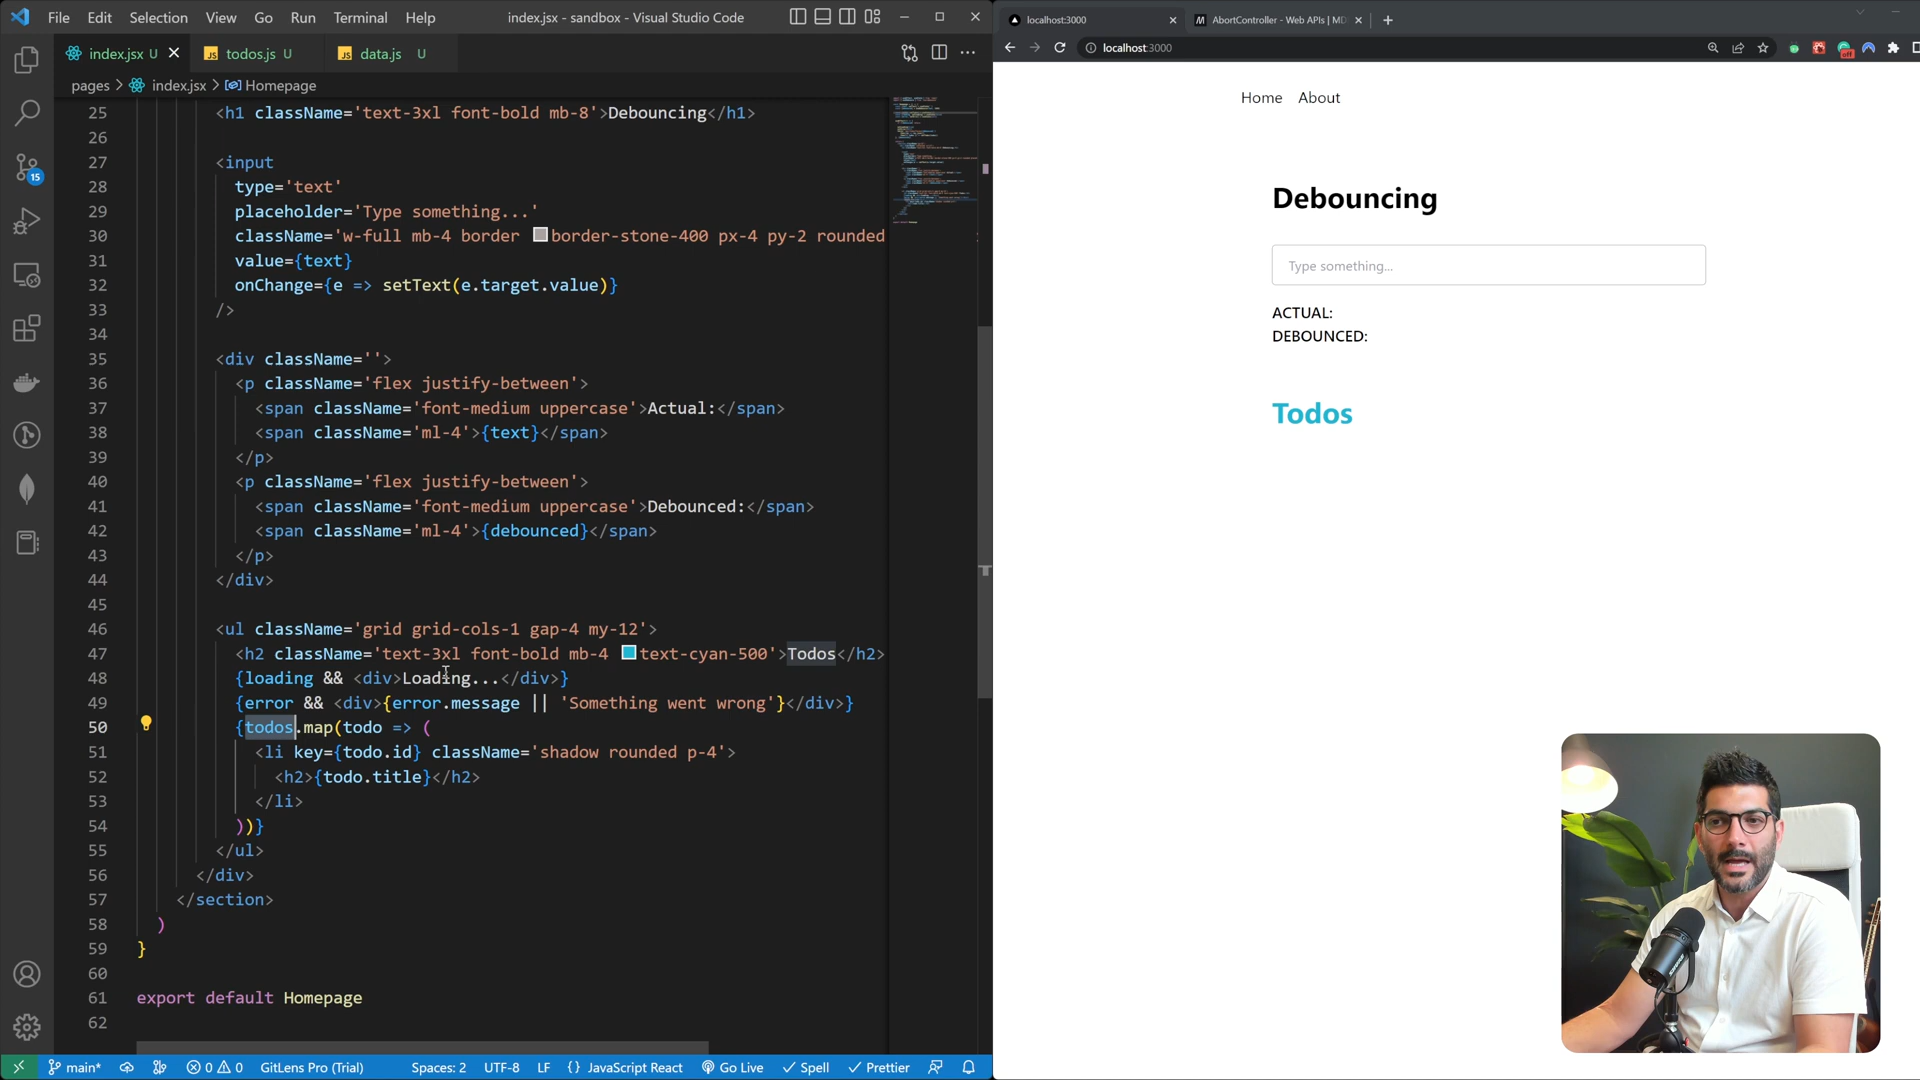 File Edit Selection View Go Run Terminal Help
index.jsx - sandbox - Visual Studio Code
index.jsx U
JS todos.js U
JS data.js U
pages > index.jsx > Homepage
25 <h1 className='text-3xl font-bold mb-8'>Debouncing</h1>
26
27 <input
28 type='text'
29 placeholder='Type something...'
30 className='w-full mb-4 border border-stone-400 px-4 py-2 rounded
31 value={text}
32 onChange={e => setText(e.target.value)}
33 />
34
35 <div className=''>
36 <p className='flex justify-between'>
37 <span className='font-medium uppercase'>Actual:</span>
38 <span className='ml-4'>{text}</span>
39 </p>
40 <p className='flex justify-between'>
41 <span className='font-medium uppercase'>Debounced:</span>
42 <span className='ml-4'>{debounced}</span>
43 </p>
44 </div>
45
46 <ul className='grid grid-cols-1 gap-4 my-12'>
47 <h2 className='text-3xl font-bold mb-4 text-cyan-500'>Todos</h2>
48 {loading && <div>Loading...</div>}
49 {error && <div>{error.message || 'Something went wrong'}</div>}
50 {todos.map(todo => (
51 <li key={todo.id} className='shadow rounded p-4'>
52 <h2>{todo.title}</h2>
53 </li>
54 ))}
55 </ul>
56 </div>
57 </section>
58 )
59 }
60
61 export default Homepage
62
15
main* 0 0 GitLens Pro (Trial) Spaces: 2 UTF-8 LF {} JavaScript React Go Live Spell Prettier
localhost:3000
AbortController - Web APIs | MD
localhost:3000
off
Home About
Debouncing
Type something...
ACTUAL:
DEBOUNCED:
Todos